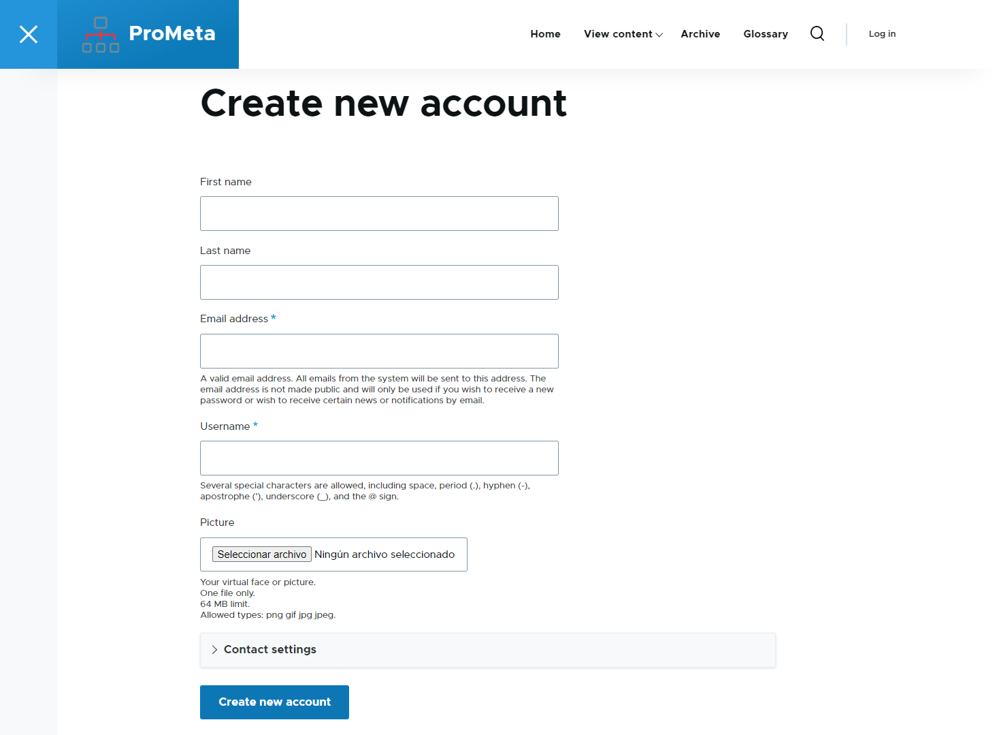 ProMeta
Home View content Archive Glossary Log in
Create new account
First name
Last name
Email address *
A valid email address. All emails from the system will be sent to this address. The
email address is not made public and will only be used if you wish to receive a new
password or wish to receive certain news or notifications by email.
Username *
Several special characters are allowed, including space, period (.), hyphen (-),
apostrophe ('), underscore (_), and the @ sign.
Picture
Seleccionar archivo Ningún archivo seleccionado
Your virtual face or picture.
One file only.
64 MB limit.
Allowed types: png gif jpg jpeg.
Contact settings
Create new account